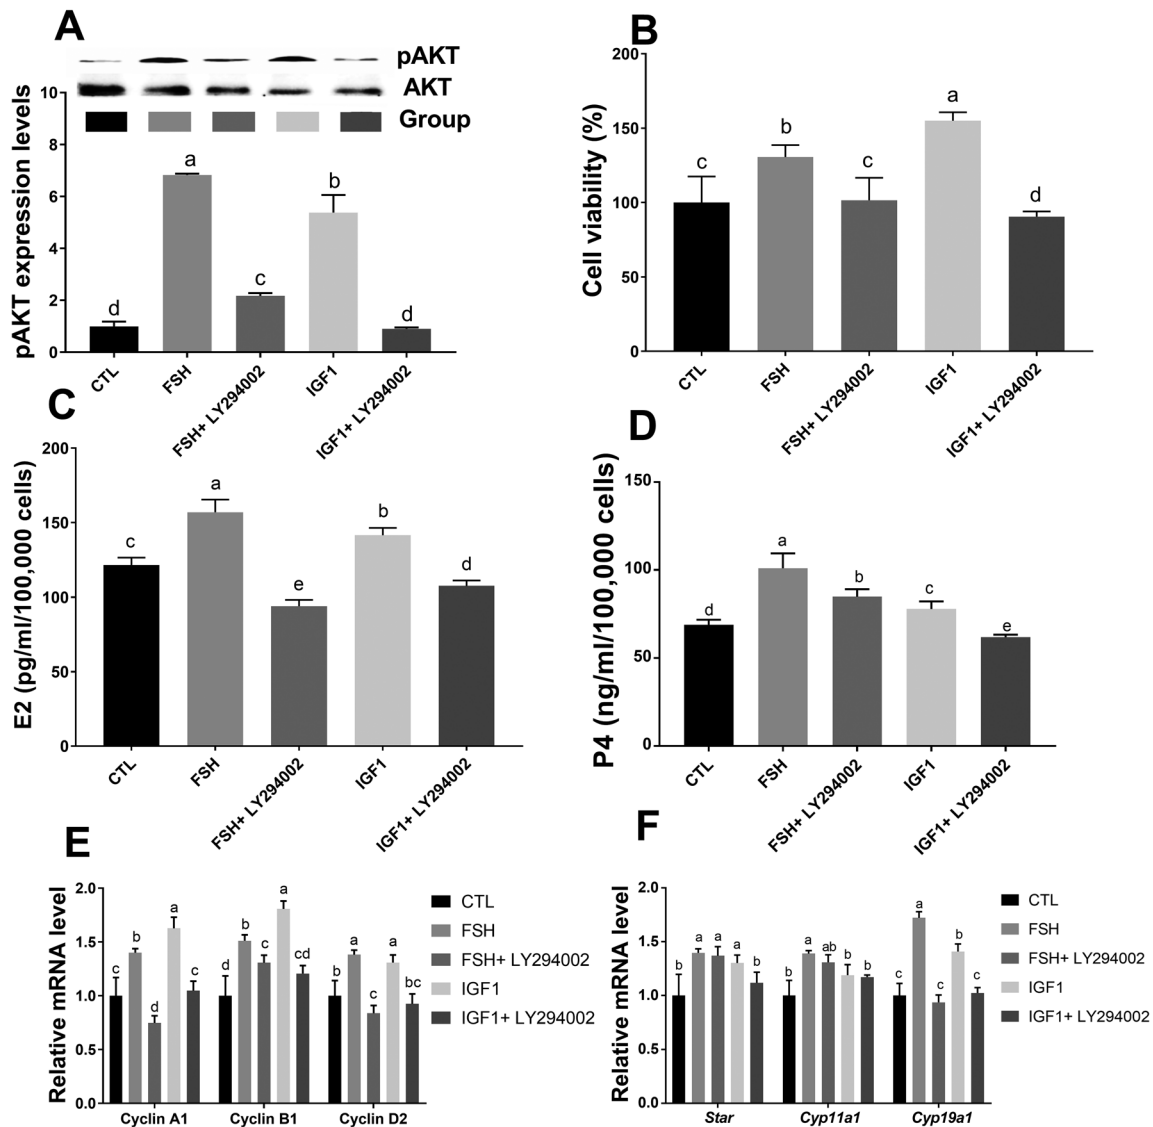 A
pAKT
AKT
Group
pAKT expression levels
10
8
6
4
2
0
d
a
c
b
d
CTL
FSH
FSH+ LY294002
IGF1
IGF1+ LY294002
B
Cell viability (%)
200
150
100
50
0
c
b
c
a
d
CTL
FSH
FSH+ LY294002
IGF1
IGF1+ LY294002
C
E2 (pg/ml/100,000 cells)
200
150
100
50
0
c
a
e
b
d
CTL
FSH
FSH+ LY294002
IGF1
IGF1+ LY294002
D
P4 (ng/ml/100,000 cells)
150
100
50
0
d
a
b
c
e
CTL
FSH
FSH+ LY294002
IGF1
IGF1+ LY294002
E
Relative mRNA level
2.0
1.5
1.0
0.5
0.0
c b d a c
d b c a cd
b a c a bc
Cyclin A1 Cyclin B1 Cyclin D2
CTL
FSH
FSH+ LY294002
IGF1
IGF1+ LY294002
F
Relative mRNA level
2.0
1.5
1.0
0.5
0.0
b a a a b
b a ab b b
c a c b c
Star Cyp11a1 Cyp19a1
CTL
FSH
FSH+ LY294002
IGF1
IGF1+ LY294002